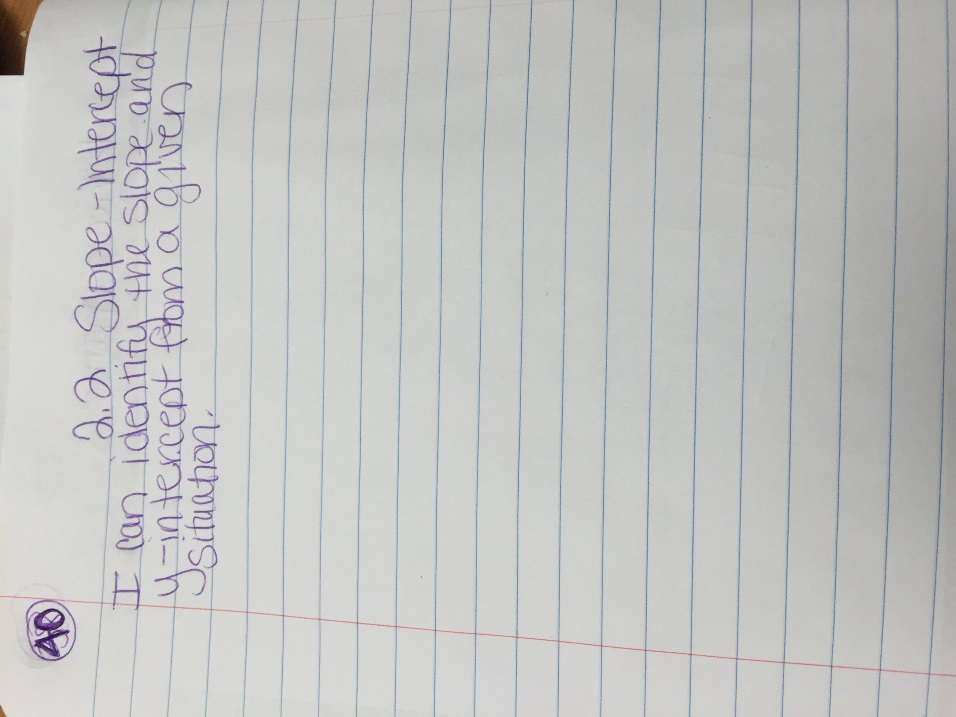 40
2.2 Slope-Intercept
I can identify the slope and
y-intercept from a given
situation.